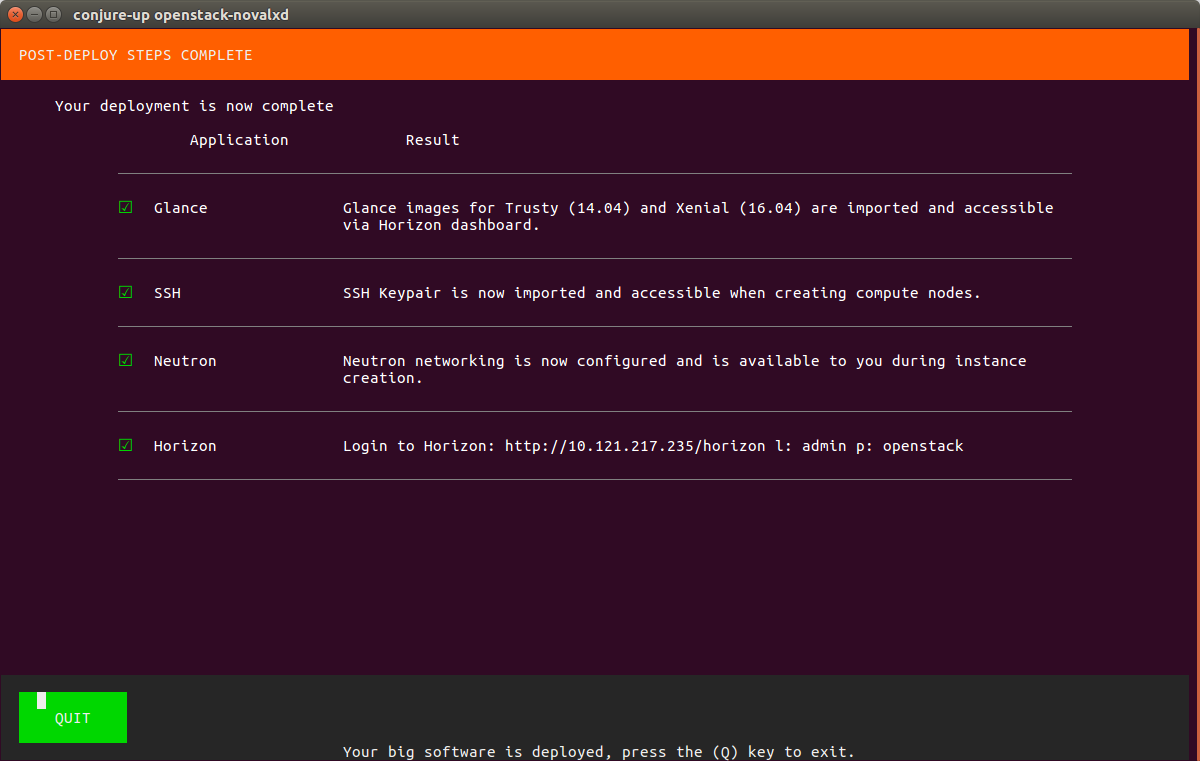 conjure-up openstack-novalxd
POST-DEPLOY STEPS COMPLETE
Your deployment is now complete
Application Result
Glance Glance images for Trusty (14.04) and Xenial (16.04) are imported and accessible
via Horizon dashboard.
SSH SSH Keypair is now imported and accessible when creating compute nodes.
Neutron Neutron networking is now configured and is available to you during instance
creation.
Horizon Login to Horizon: http://10.121.217.235/horizon l: admin p: openstack
QUIT
Your big software is deployed, press the (Q) key to exit.